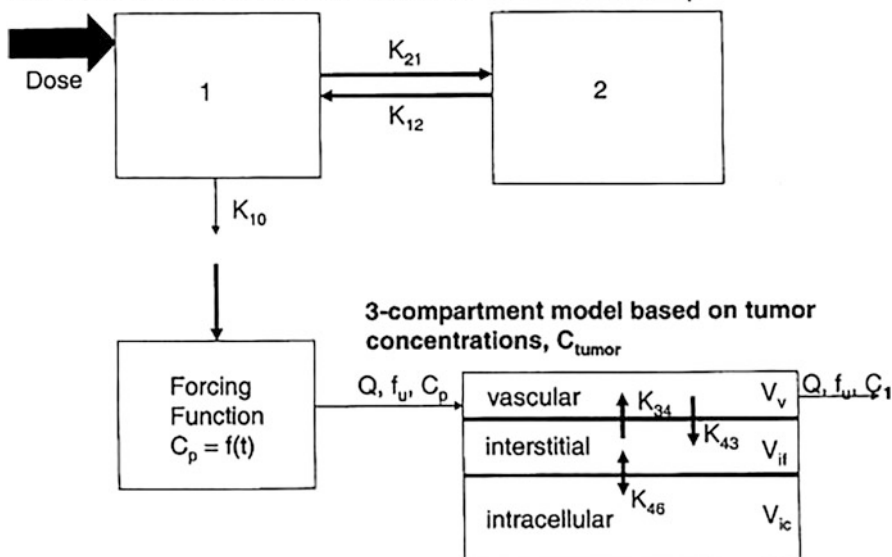 K21
Dose
1
2
K12
K10
3-compartment model based on tumor
concentrations, Ctumor
Forcing
Function
Cp = f(t)
Q, fu, Cp
vascular
K34
Vv
Q, fu, C1
K43
interstitial
Vif
K46
intracellular
Vic